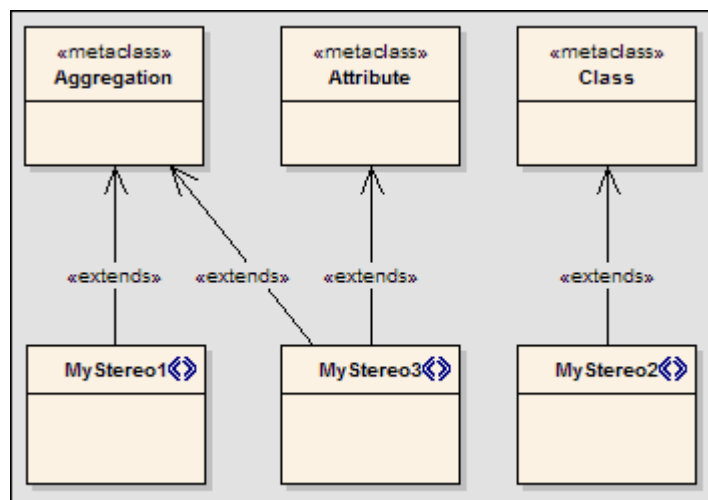 «metaclass»
Aggregation
«metaclass»
Attribute
«metaclass»
Class
«extends»
«extends»
«extends»
«extends»
MyStereo1
MyStereo3
MyStereo2